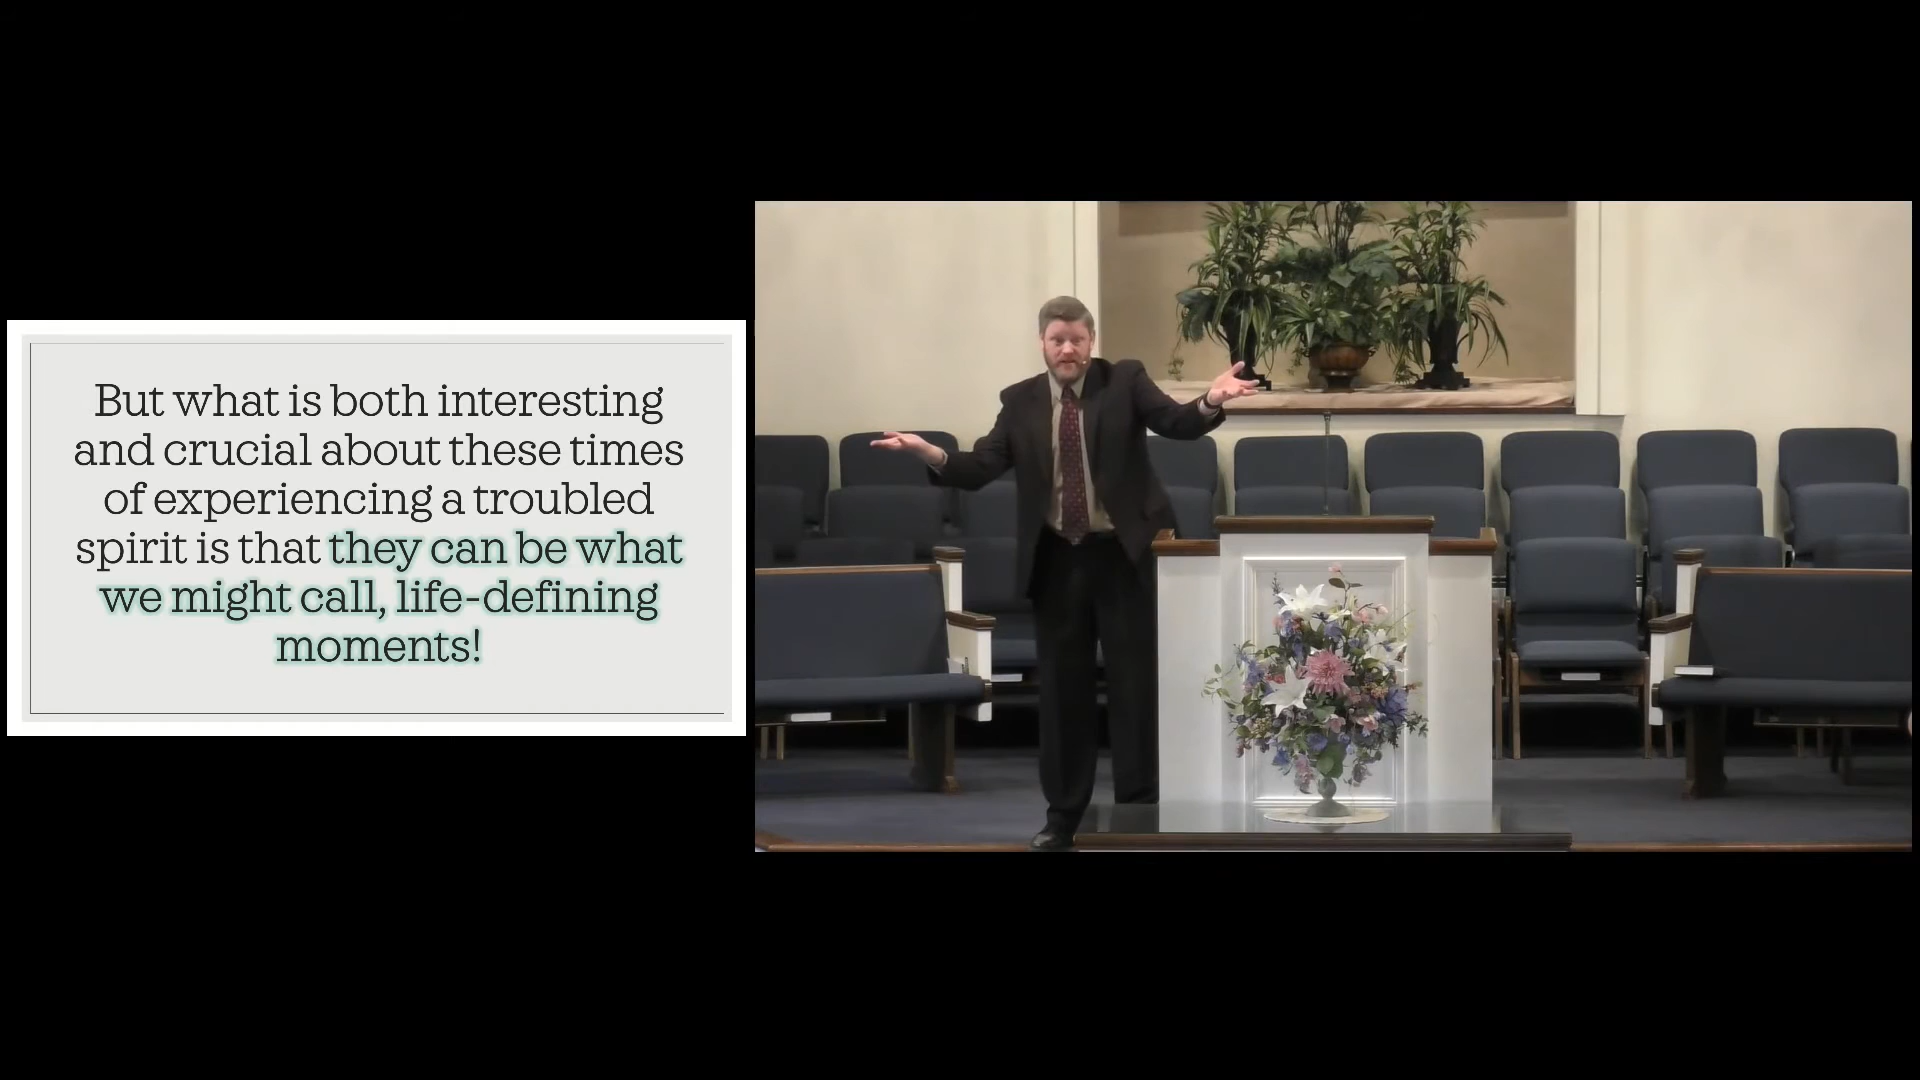 But what is both interesting
and crucial about these times
of experiencing a troubled
spirit is that they can be what
we might call, life-defining
moments!